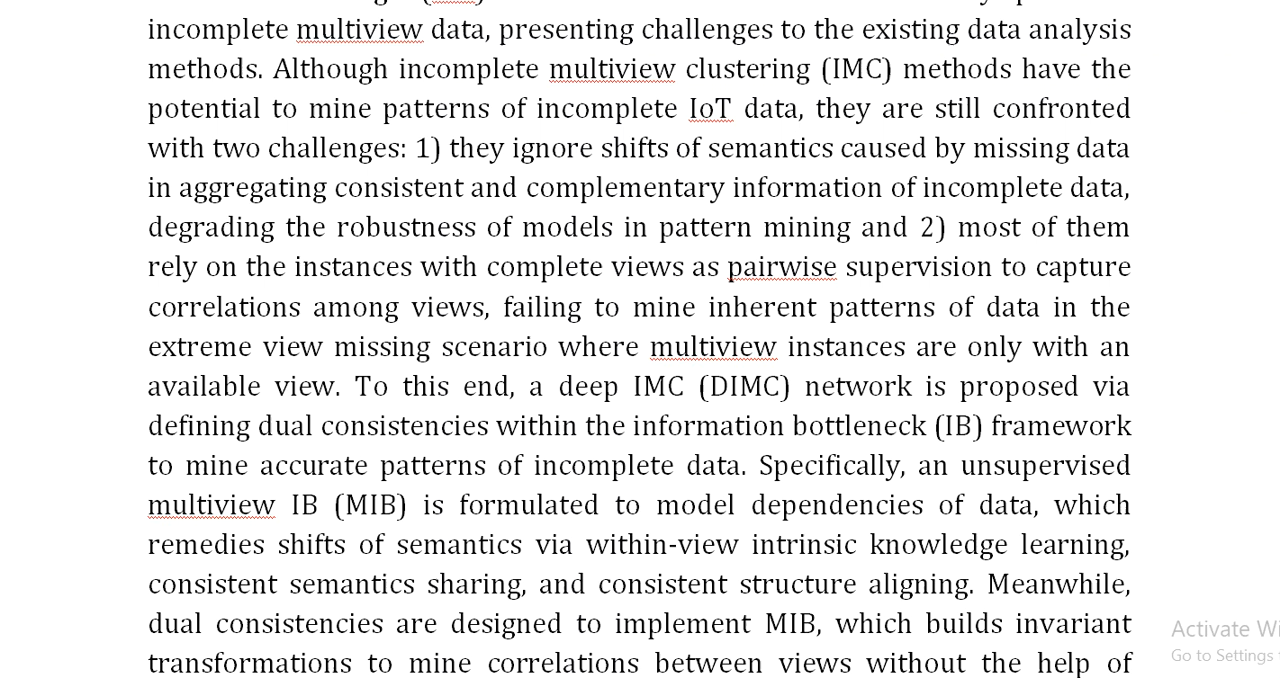 incomplete multiview data, presenting challenges to the existing data analysis
methods. Although incomplete multiview clustering (IMC) methods have the
potential to mine patterns of incomplete IoT data, they are still confronted
with two challenges: 1) they ignore shifts of semantics caused by missing data
in aggregating consistent and complementary information of incomplete data,
degrading the robustness of models in pattern mining and 2) most of them
rely on the instances with complete views as pairwise supervision to capture
correlations among views, failing to mine inherent patterns of data in the
extreme view missing scenario where multiview instances are only with an
available view. To this end, a deep IMC (DIMC) network is proposed via
defining dual consistencies within the information bottleneck (IB) framework
to mine accurate patterns of incomplete data. Specifically, an unsupervised
multiview IB (MIB) is formulated to model dependencies of data, which
remedies shifts of semantics via within-view intrinsic knowledge learning,
consistent semantics sharing, and consistent structure aligning. Meanwhile,
dual consistencies are designed to implement MIB, which builds invariant
transformations to mine correlations between views without the help of
Activate Wi
Go to Settings